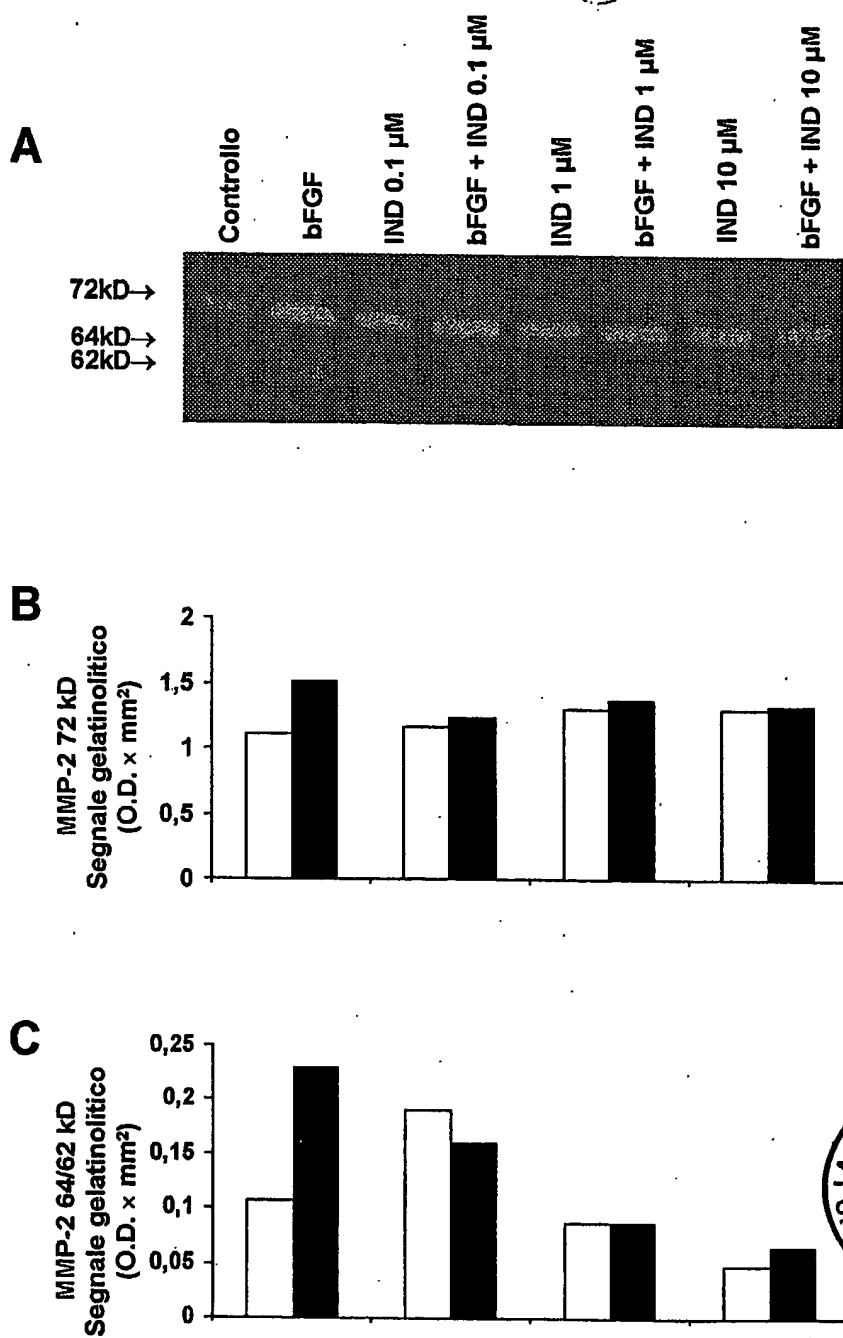 A
Controllo
bFGF
IND 0.1 µM
bFGF + IND 0.1 µM
IND 1 µM
bFGF + IND 1 µM
IND 10 µM
bFGF + IND 10 µM
72kD→
64kD→
62kD→
B
MMP-2 72 kD
Segnale gelatinolitico
(O.D. × mm²)
2
1,5
1
0,5
0
C
MMP-2 64/62 kD
Segnale gelatinolitico
(O.D. × mm²)
0,25
0,2
0,15
0,1
0,05
0